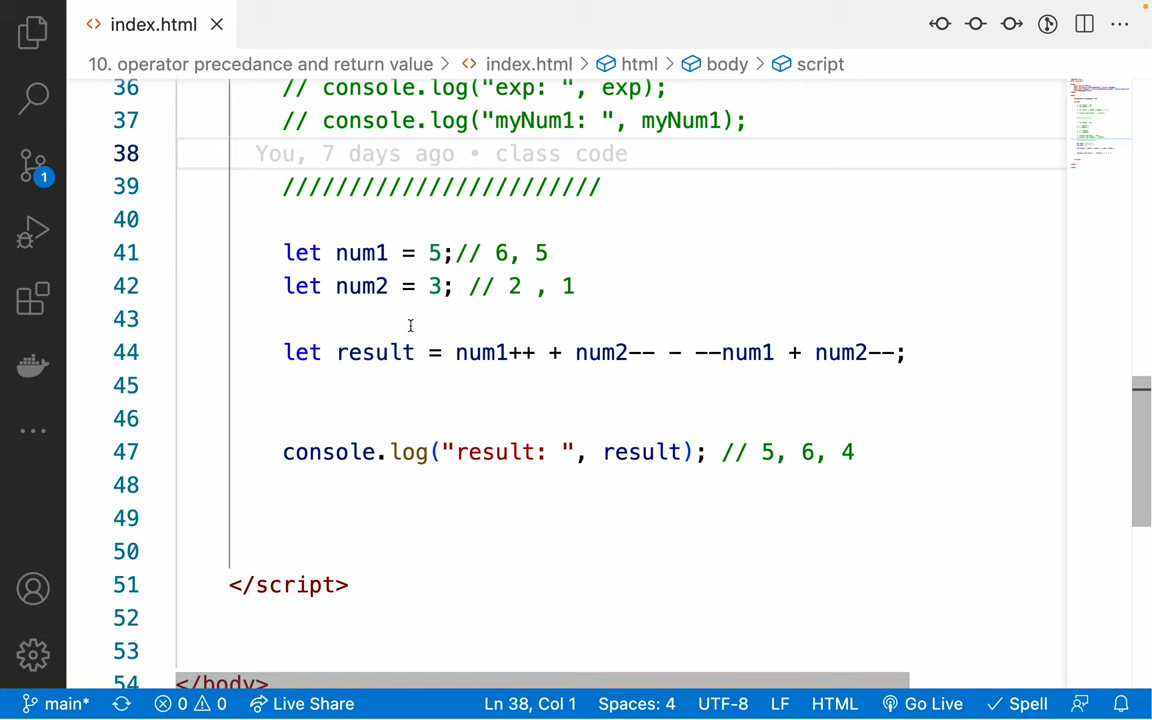 index.html
10. operator precedance and return value > index.html > html > body > script
36 // console.log("exp: ", exp);
37 // console.log("myNum1: ", myNum1);
38 You, 7 days ago • class code
39 ////////////////////////
40
41 let num1 = 5;// 6, 5
42 let num2 = 3; // 2 , 1
43
44 let result = num1++ + num2-- - --num1 + num2--;
45
46
47 console.log("result: ", result); // 5, 6, 4
48
49
50
51 </script>
52
53
54 </body>
1
main* 0 0 Live Share Ln 38, Col 1 Spaces: 4 UTF-8 LF HTML Go Live Spell